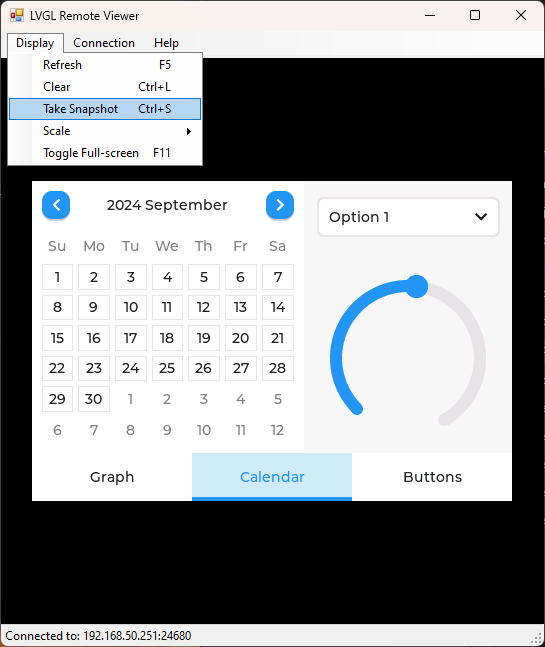 LVGL Remote Viewer
Display Connection Help
Refresh F5
Clear Ctrl+L
Take Snapshot Ctrl+S
Scale
Toggle Full-screen F11
2024 September
Su Mo Tu We Th Fr Sa
1 2 3 4 5 6 7
8 9 10 11 12 13 14
15 16 17 18 19 20 21
22 23 24 25 26 27 28
29 30 1 2 3 4 5
6 7 8 9 10 11 12
Option 1
Graph Calendar Buttons
Connected to: 192.168.50.251:24680